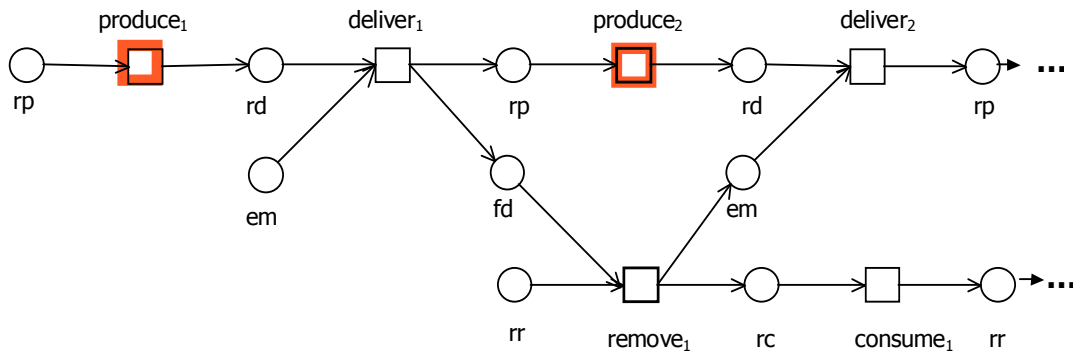 produce₁
deliver₁
produce₂
deliver₂
rp
rd
rp
rd
rp
...
em
fd
em
...
rr
remove₁
rc
consume₁
rr